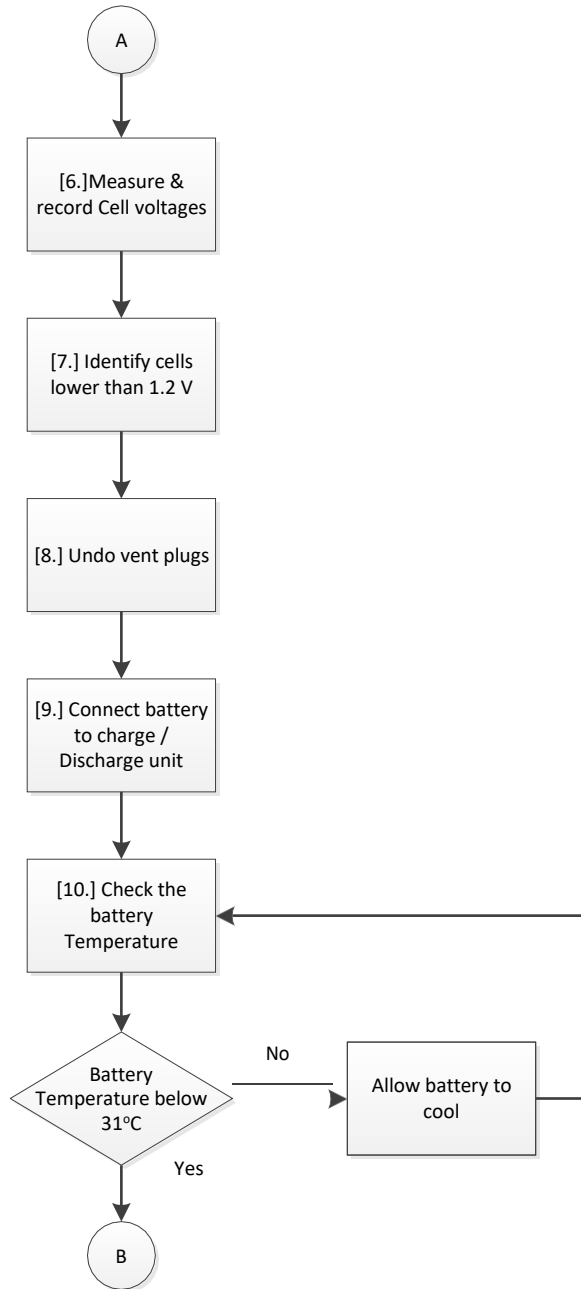 A
[6.]Measure &
record Cell voltages
[7.] Identify cells
lower than 1.2 V
[8.] Undo vent plugs
[9.] Connect battery
to charge /
Discharge unit
[10.] Check the
battery
Temperature
Battery
Temperature below
31°C
No
Allow battery to
cool
Yes
B